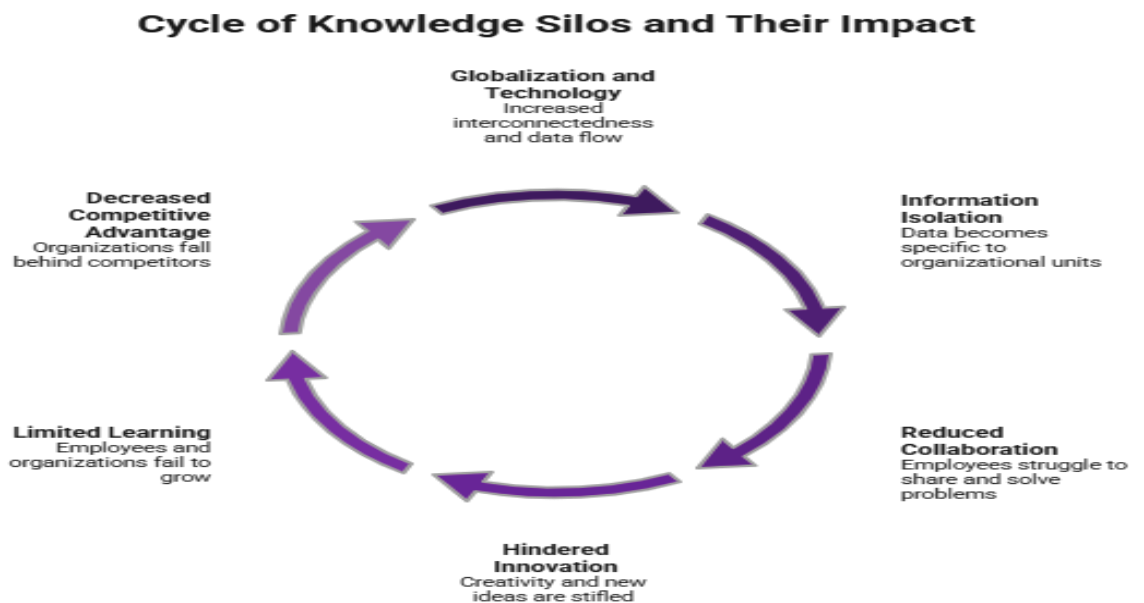 Cycle of Knowledge Silos and Their Impact
Globalization and
Technology
Increased
interconnectedness
and data flow
Information
Isolation
Data becomes
specific to
organizational units
Reduced
Collaboration
Employees struggle to
share and solve
problems
Hindered
Innovation
Creativity and new
ideas are stifled
Limited Learning
Employees and
organizations fail to
grow
Decreased
Competitive
Advantage
Organizations fall
behind competitors